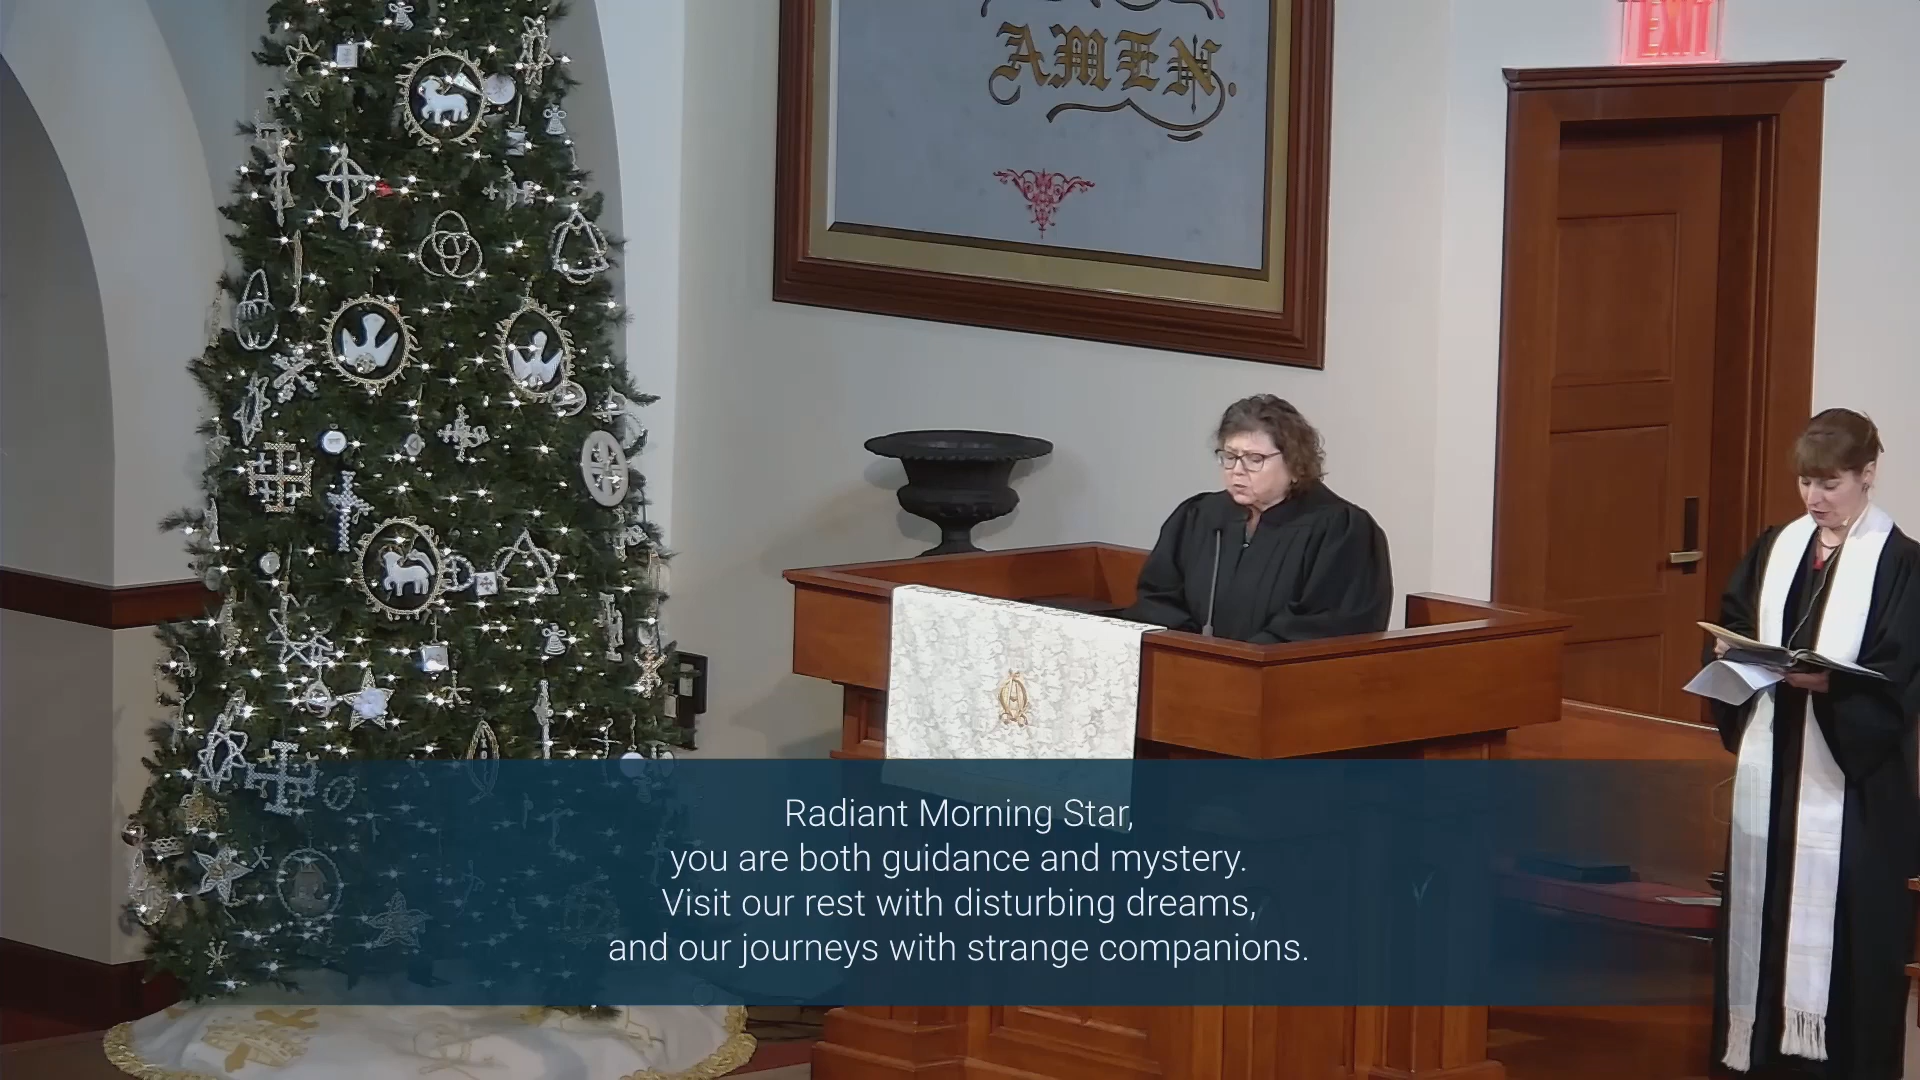 AMEN.
EXIT
Radiant Morning Star,
you are both guidance and mystery.
Visit our rest with disturbing dreams,
and our journeys with strange companions.